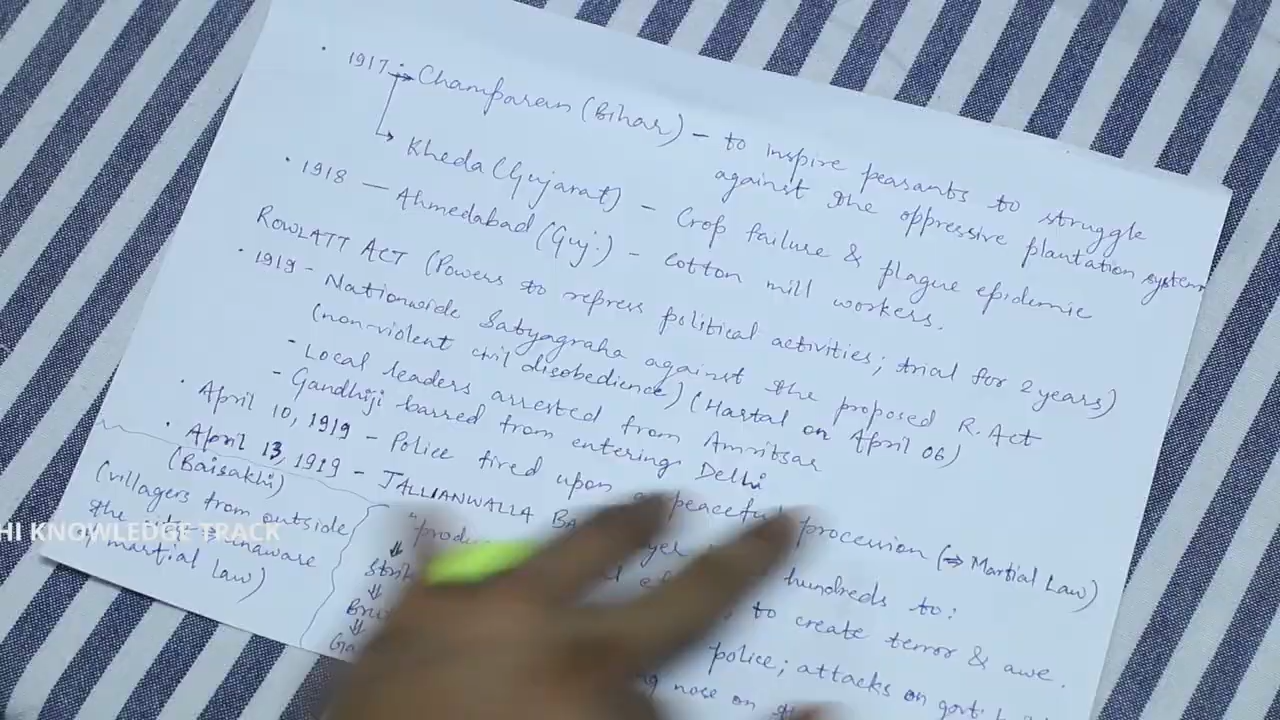 1917 → Champaran (Bihar) - to inspire peasants to struggle
against the oppressive plantation system
Kheda (Gujarat) - Crop failure & plague epidemic
1918 — Ahmedabad (Guj.) - cotton mill workers.
ROWLATT ACT (Powers to repress political activities; trial for 2 years)
1919 - Nationwide Satyagraha against the proposed R. Act
(non-violent civil disobedience) (Hartal on April 06)
- Local leaders arrested from Amritsar
- Gandhiji barred from entering Delhi
April 10, 1919 - Police fired upon a peaceful procession (⇒ Martial Law)
April 13, 1919 - JALLIANWALLA
(Baisakhi)
(villagers from outside
the city ⇒ unaware
of martial law)
hundreds to:
to create terror & awe.
police; attacks on govt.
nose on
HI KNOWLEDGE TRACK